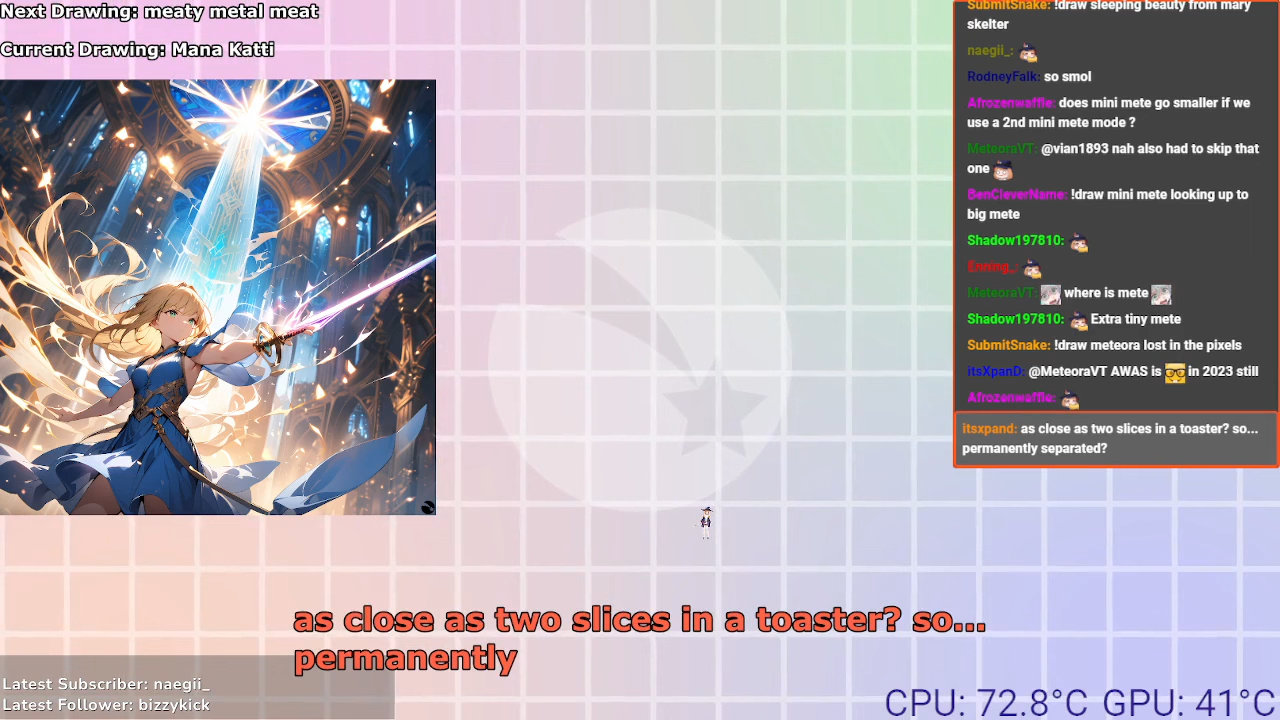 Next Drawing: meaty metal meat
Current Drawing: Mana Katti
SubmitSnake: !draw sleeping beauty from mary
skelter
naegii_:
RodneyFalk: so smol
Afrozenwaffle: does mini mete go smaller if we
use a 2nd mini mete mode ?
MeteoraVT: @vian1893 nah also had to skip that
one
BenCleverName: !draw mini mete looking up to
big mete
Shadow197810:
Enning_:
MeteoraVT: where is mete
Shadow197810: Extra tiny mete
SubmitSnake: !draw meteora lost in the pixels
itsXpanD: @MeteoraVT AWAS is in 2023 still
Afrozenwaffle:
itsxpand: as close as two slices in a toaster? so...
permanently separated?
as close as two slices in a toaster? so...
permanently
Latest Subscriber: naegii_
Latest Follower: bizzykick
CPU: 72.8°C GPU: 41°C